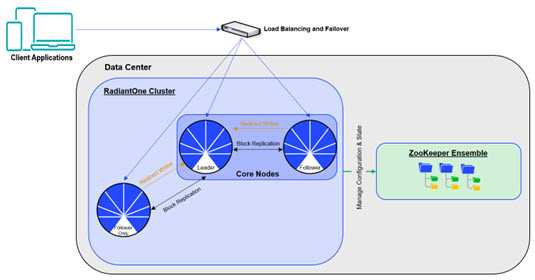 Load Balancing and Failover
Client Applications
Data Center
RadiantOne Cluster
Redirect Writes
Block Replication
Leader
Follower
Core Nodes
Redirect Writes
Block Replication
Follower
Only
Manage Configuration & State
ZooKeeper Ensemble